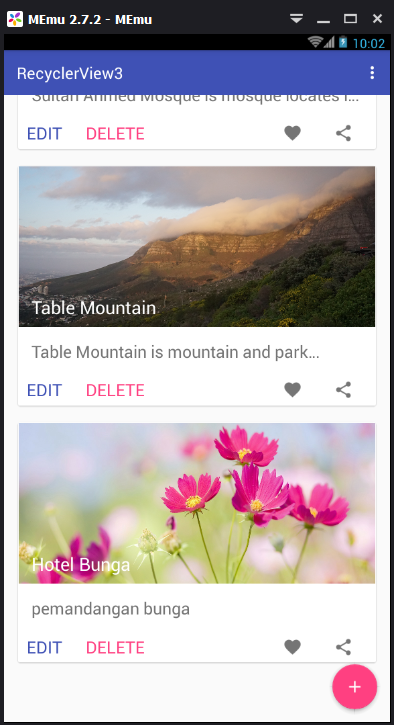 MEmu 2.7.2 - MEmu
10:02
RecyclerView3
Sultan Ahmed Mosque is mosque locates i...
EDIT DELETE
Table Mountain
Table Mountain is mountain and park...
EDIT DELETE
Hotel Bunga
pemandangan bunga
EDIT DELETE
+